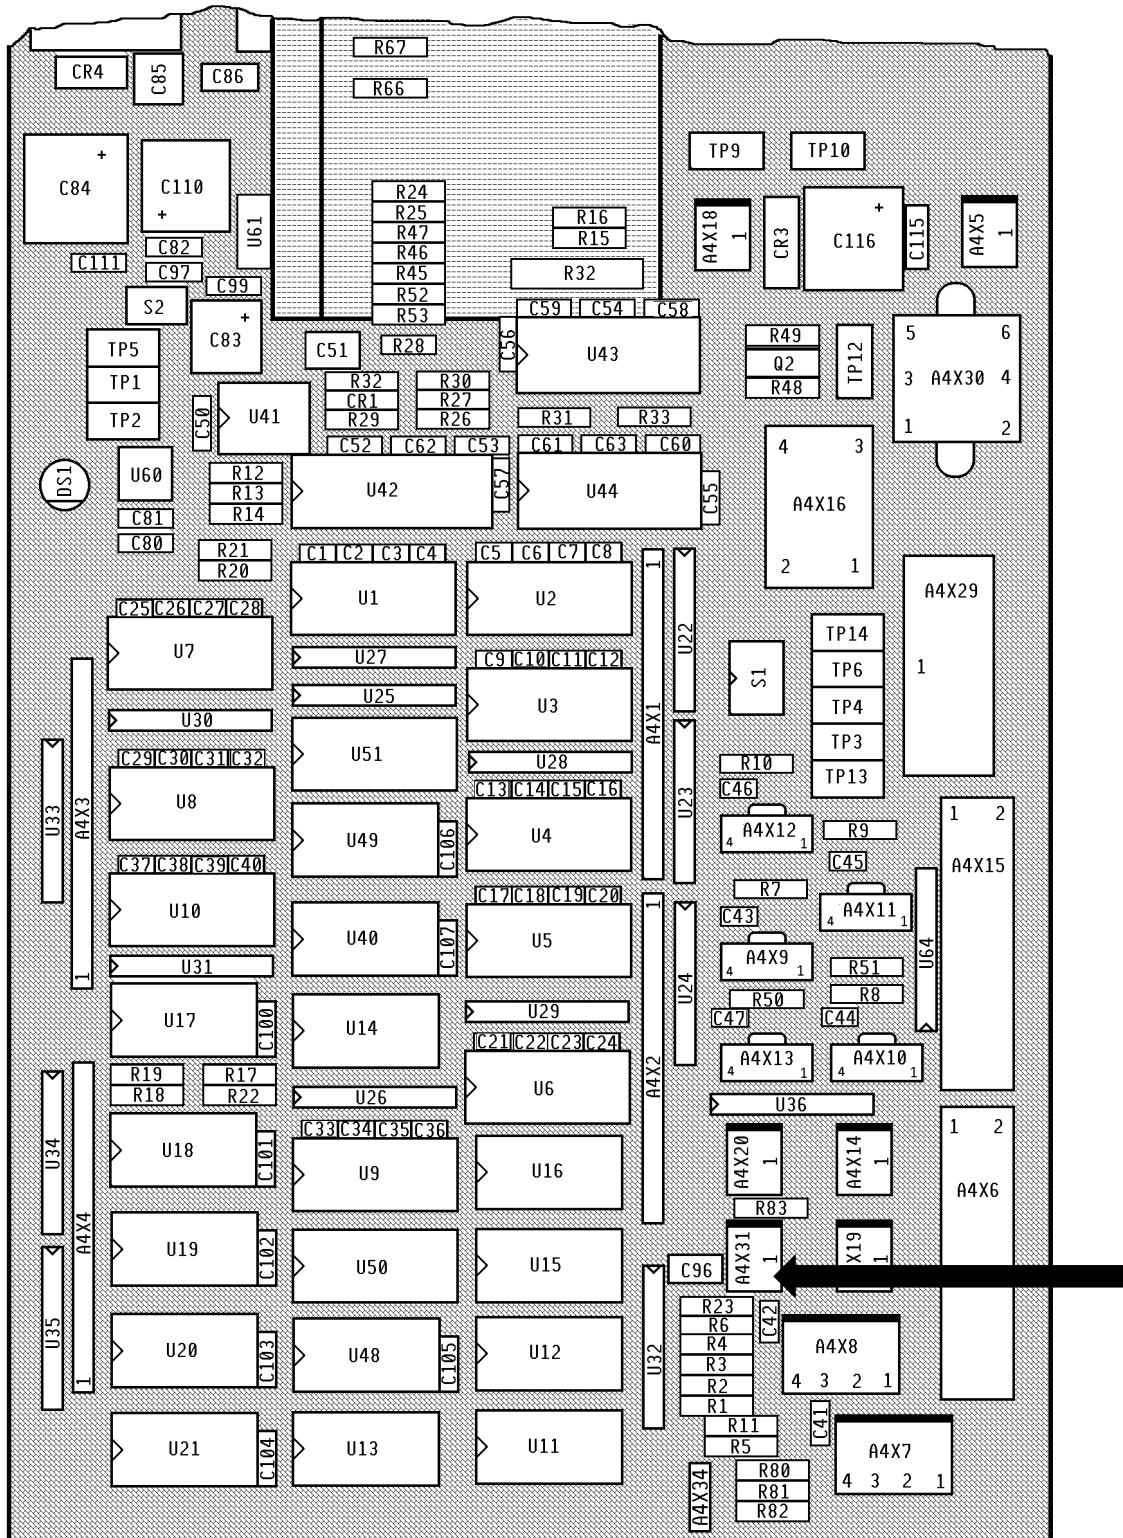 R67
CR4
C85
C86
R66
TP9
TP10
C84
+
C110
+
R24
R25
R47
R46
R45
R52
R53
R16
R15
R32
U61
C82
C111
C97
C99
A4X18
1
CR3
+
C116
C115
A4X5
1
S2
+
C83
TP5
TP1
TP2
C51
R28
C59
C54
C58
C56
U43
R49
Q2
R48
TP12
5
6
3
A4X30
4
1
2
R32
CR1
R29
R30
R27
R26
C50
U41
R31
R33
C52
C62
C53
C61
C63
C60
4
3
A4X16
2
1
DS1
U60
R12
R13
R14
U42
C57
U44
C55
C81
C80
R21
R20
C1
C2
C3
C4
C5
C6
C7
C8
U1
U2
1
A4X1
U22
A4X29
1
C25
C26
C27
C28
U7
U27
U25
C9
C10
C11
C12
U3
S1
TP14
TP6
TP4
TP3
TP13
U30
U51
U28
U23
R10
C46
C29
C30
C31
C32
U8
U33
A4X3
1
U49
C106
C13
C14
C15
C16
U4
A4X12
4
1
R9
C45
1
2
A4X15
C37
C38
C39
C40
U10
U40
C107
C17
C18
C19
C20
U5
1
A4X2
U24
R7
C43
A4X11
4
1
U64
A4X9
4
1
R51
R8
R50
C47
C44
U31
U17
C100
U14
U29
C21
C22
C23
C24
U6
A4X13
4
1
A4X10
4
1
R19
R18
R17
R22
U26
U36
U34
A4X4
1
U18
C101
C33
C34
C35
C36
U9
U16
A4X20
1
A4X14
1
1
2
A4X6
R83
U19
C102
U50
U15
C96
A4X31
1
X19
1
U35
U20
C103
U48
C105
U12
U32
R23
R6
R4
R3
R2
R1
R11
R5
C42
A4X8
4
3
2
1
C41
U21
C104
U13
U11
A4X7
4
3
2
1
A4X34
R80
R81
R82